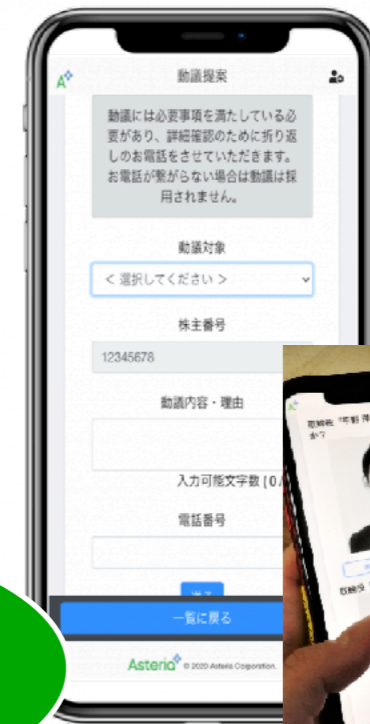 動議提案
動議には必要事項を満たしている必
要があり、詳細確認のために折り返
しのお電話をさせていただきます。
お電話が繋がらない場合は動議は採
用されません。
動議対象
< 選択してください >
株主番号
12345678
動議内容・理由
入力可能文字数 [ 0 /
電話番号
一覧に戻る
Asteria © 2020 Asteria Corporation.